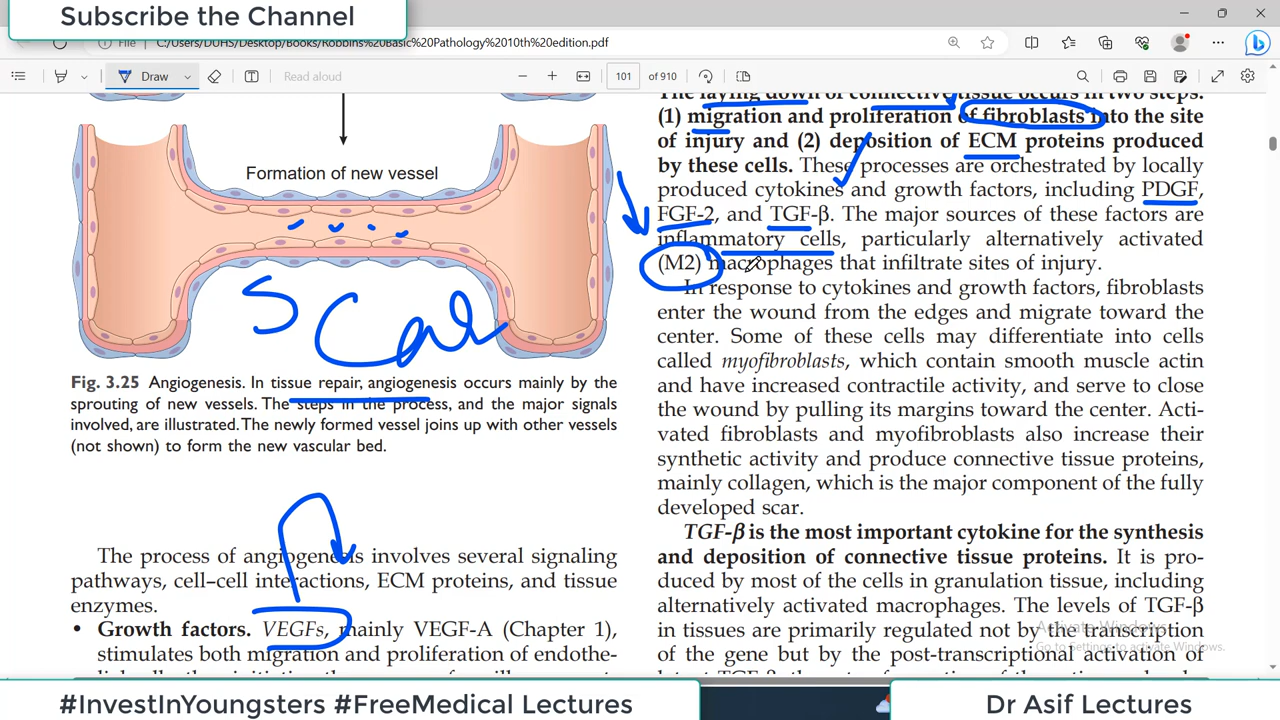 Subscribe the Channel
File
C:/Users/DUHS/Desktop/Books/Robbins%20Basic%20Pathology%2010th%20edition.pdf
Draw
Read aloud
101
of 910
Formation of new vessel
Scar
Fig. 3.25 Angiogenesis. In tissue repair, angiogenesis occurs mainly by the
sprouting of new vessels. The steps in the process, and the major signals
involved, are illustrated. The newly formed vessel joins up with other vessels
(not shown) to form the new vascular bed.
The process of angiogenesis involves several signaling
pathways, cell–cell interactions, ECM proteins, and tissue
enzymes.
• Growth factors. VEGFs, mainly VEGF-A (Chapter 1),
stimulates both migration and proliferation of endothe-
The laying down of connective tissue occurs in two steps:
(1) migration and proliferation of fibroblasts into the site
of injury and (2) deposition of ECM proteins produced
by these cells. These processes are orchestrated by locally
produced cytokines and growth factors, including PDGF,
FGF-2, and TGF-β. The major sources of these factors are
inflammatory cells, particularly alternatively activated
(M2) macrophages that infiltrate sites of injury.
In response to cytokines and growth factors, fibroblasts
enter the wound from the edges and migrate toward the
center. Some of these cells may differentiate into cells
called myofibroblasts, which contain smooth muscle actin
and have increased contractile activity, and serve to close
the wound by pulling its margins toward the center. Acti-
vated fibroblasts and myofibroblasts also increase their
synthetic activity and produce connective tissue proteins,
mainly collagen, which is the major component of the fully
developed scar.
TGF-β is the most important cytokine for the synthesis
and deposition of connective tissue proteins. It is pro-
duced by most of the cells in granulation tissue, including
alternatively activated macrophages. The levels of TGF-β
in tissues are primarily regulated not by the transcription
of the gene but by the post-transcriptional activation of
Activate Windows
Go to Settings to activate Windows.
#InvestInYoungsters #FreeMedical Lectures
Dr Asif Lectures